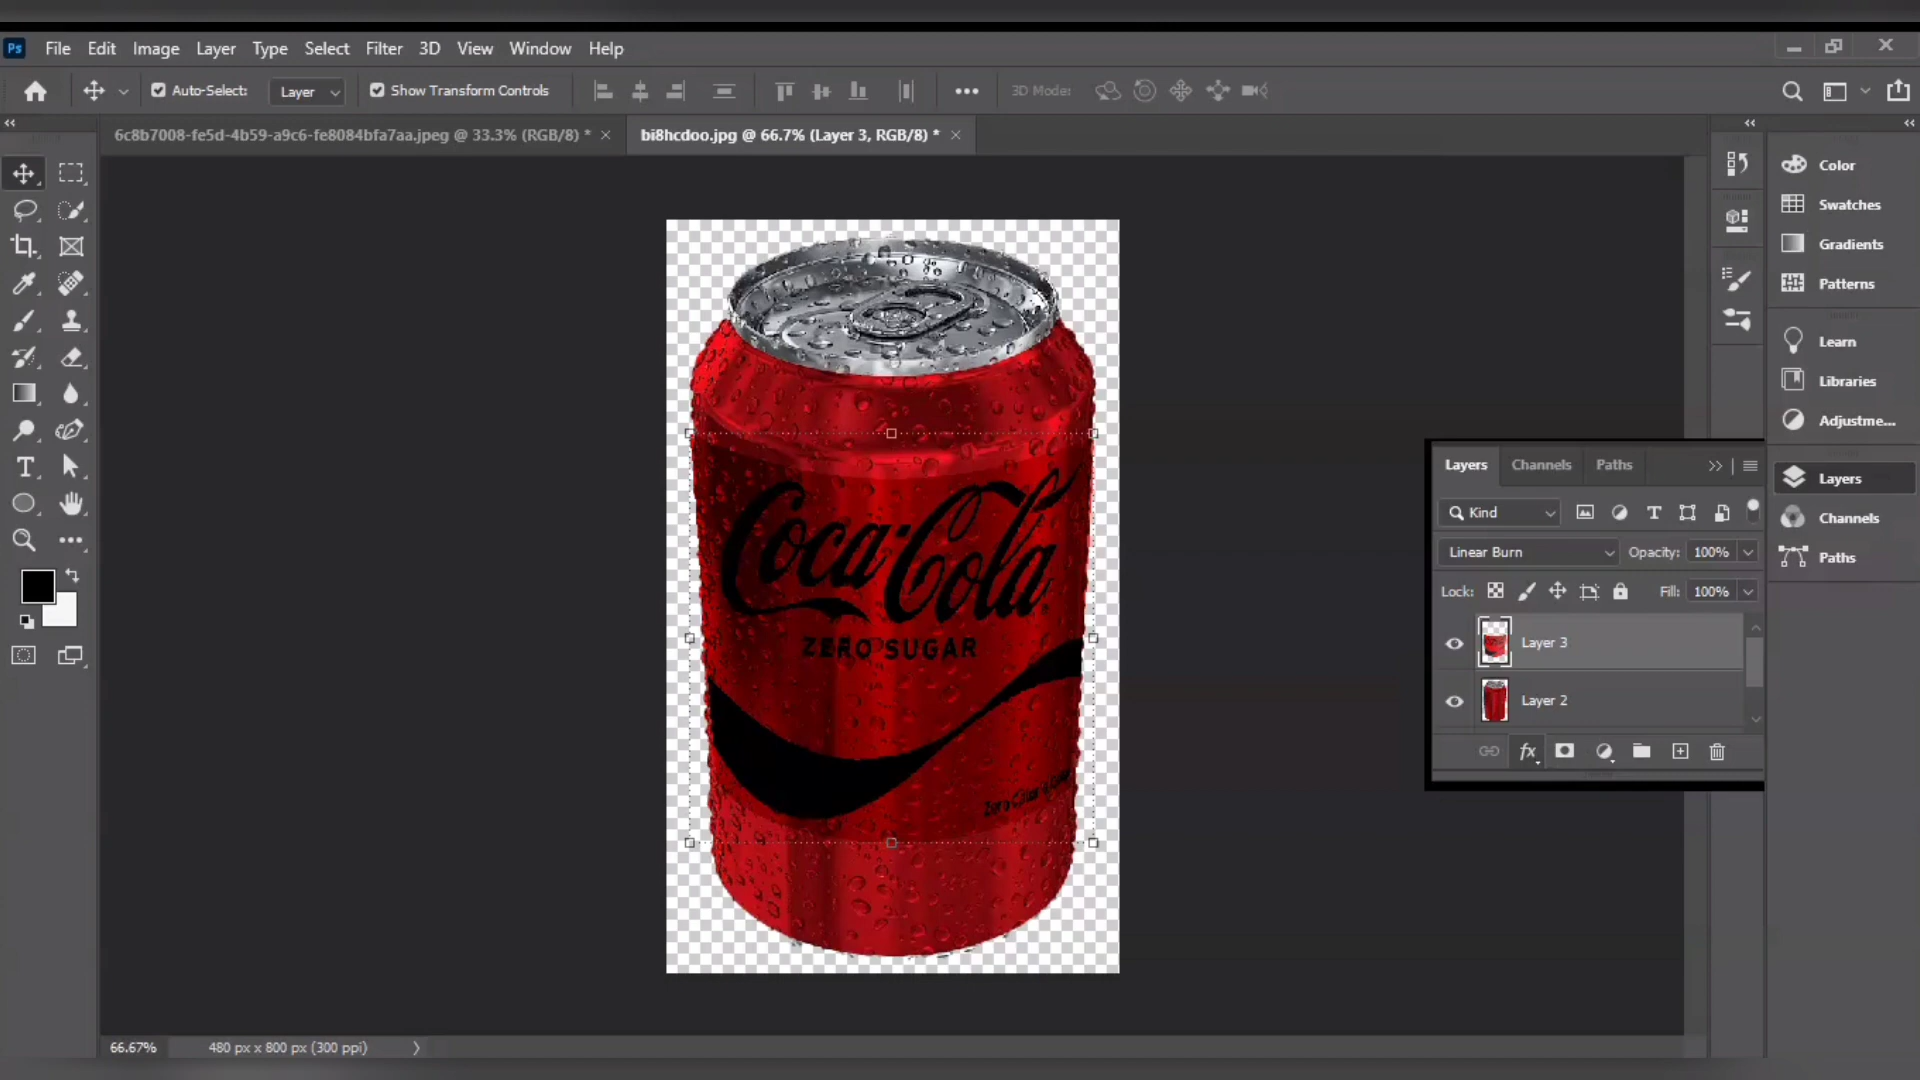 Ps File Edit Image Layer Type Select Filter 3D View Window Help
Auto-Select: Layer Show Transform Controls 3D Mode:
6c8b7008-fe5d-4b59-a9c6-fe8084bfa7aa.jpeg @ 33.3% (RGB/8) *
bi8hcdoo.jpg @ 66.7% (Layer 3, RGB/8) *
Color
Swatches
Gradients
Patterns
Learn
Libraries
Adjustme...
Layers
Channels
Paths
Coca-Cola
ZERO SUGAR
Layers Channels Paths
Kind
Linear Burn Opacity: 100%
Lock: Fill: 100%
Layer 3
Layer 2
fx
66.67% 480 px x 800 px (300 ppi)